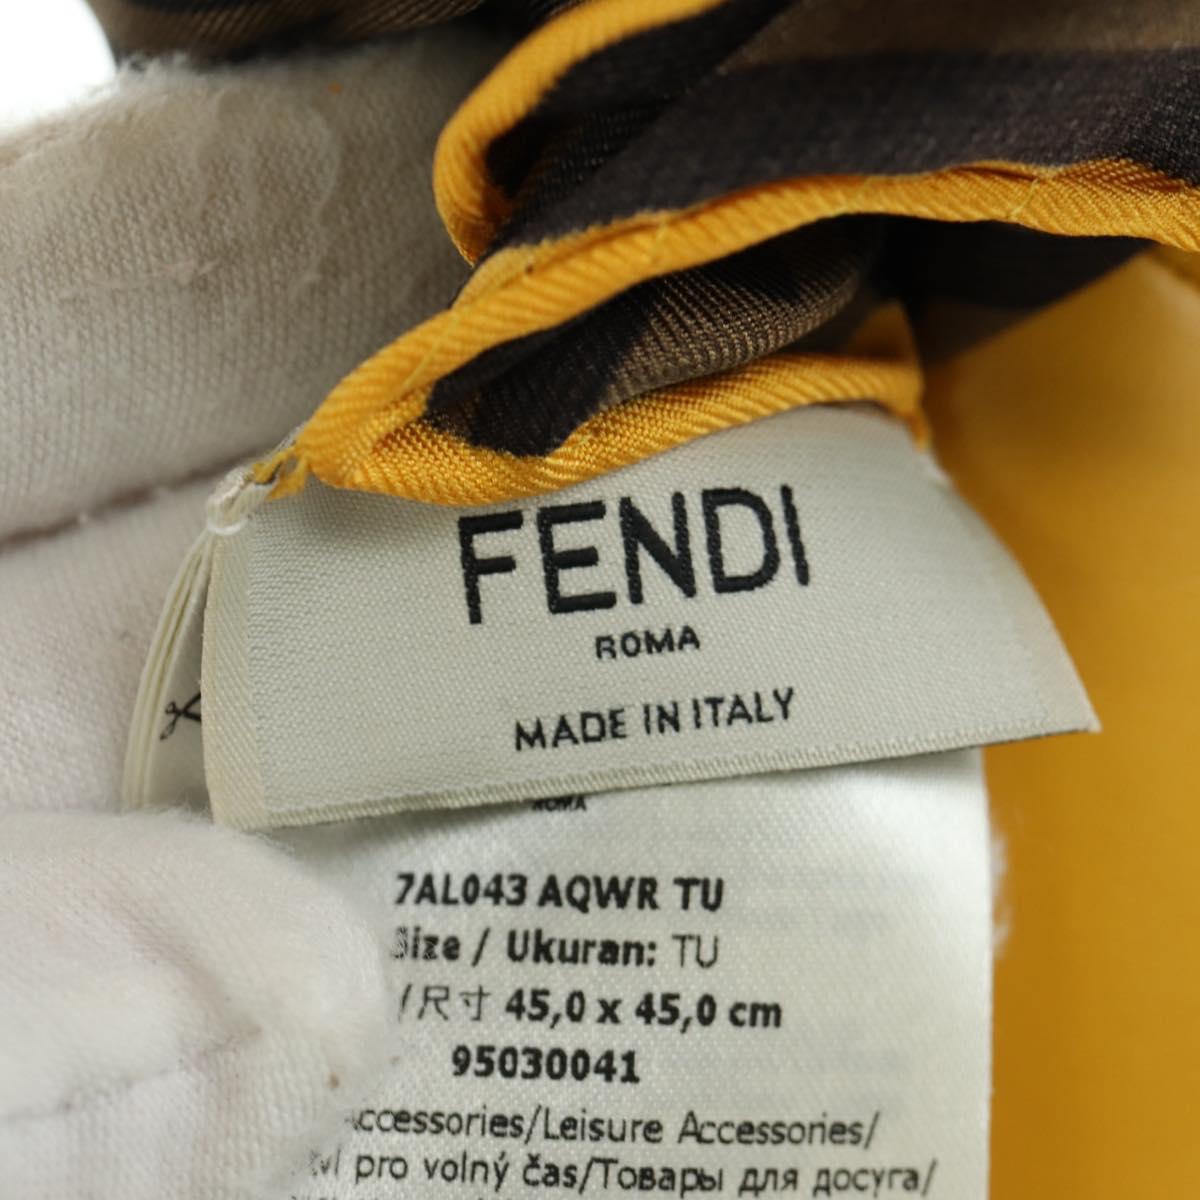 FENDI
ROMA
MADE IN ITALY
ROMA
7AL043 AQWR TU
Size / Ukuran: TU
/尺寸 45,0 x 45,0 cm
95030041
Accessories/Leisure Accessories/
pro volný čas/Товары для досуга/